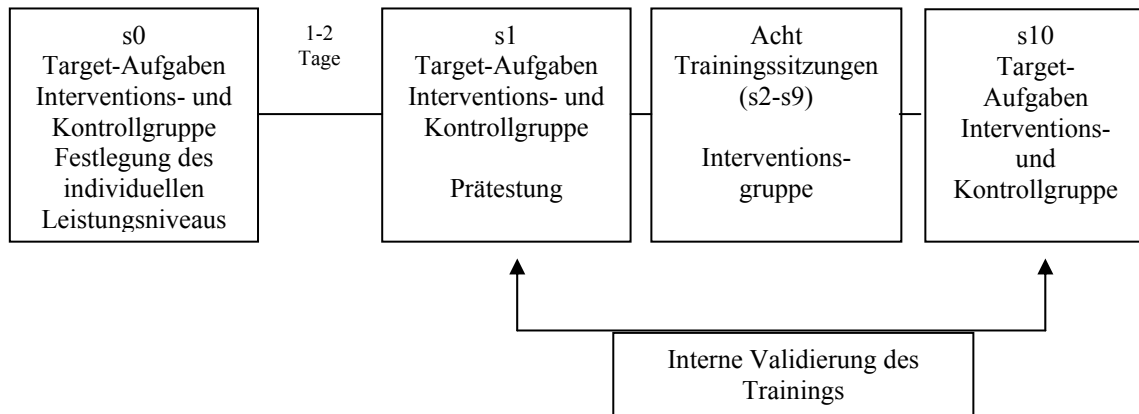 s0
Target-Aufgaben
Interventions- und
Kontrollgruppe
Festlegung des
individuellen
Leistungsniveaus
1-2
Tage
s1
Target-Aufgaben
Interventions- und
Kontrollgruppe
Prätestung
Acht
Trainingssitzungen
(s2-s9)
Interventions-
gruppe
s10
Target-
Aufgaben
Interventions-
und
Kontrollgruppe
Interne Validierung des
Trainings